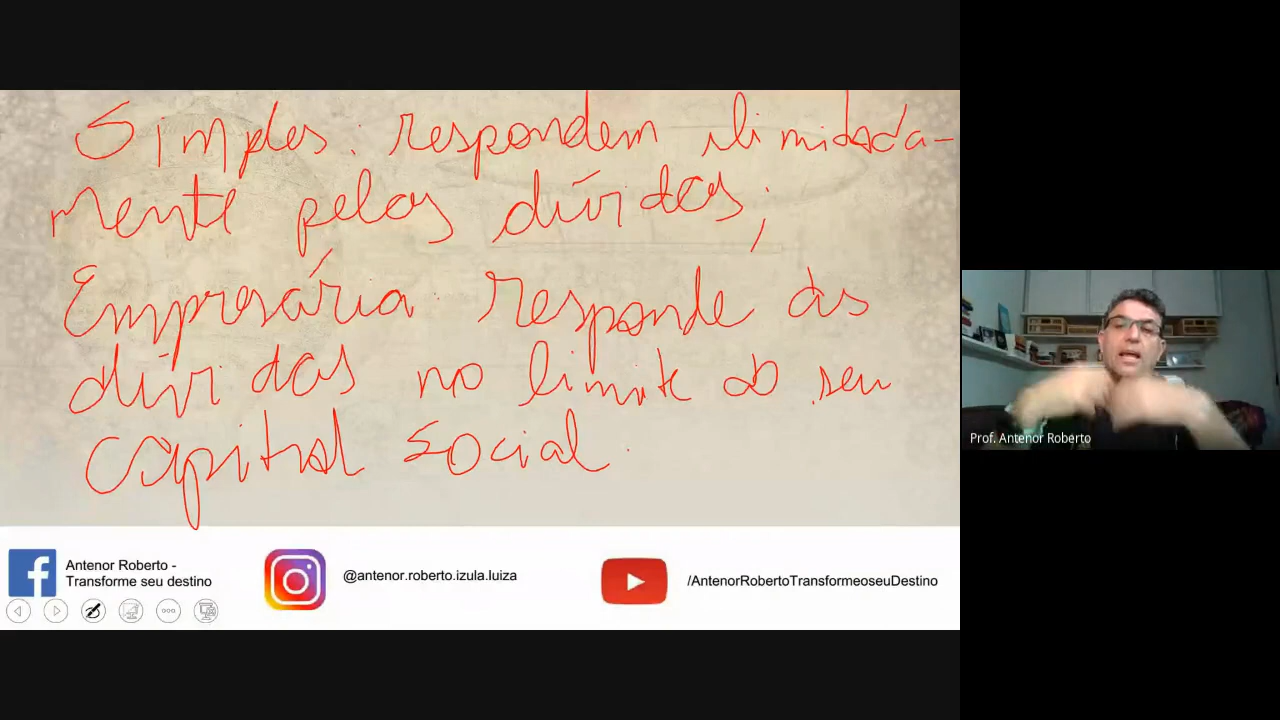 Simples: respondem ilimitada-
mente pelas dívidas;
Empresária: responde às
dívidas no limite do seu
capital social.
Antenor Roberto -
Transforme seu destino
@antenor.roberto.izula.luiza
/AntenorRobertoTransformeoseuDestino
Prof. Antenor Roberto